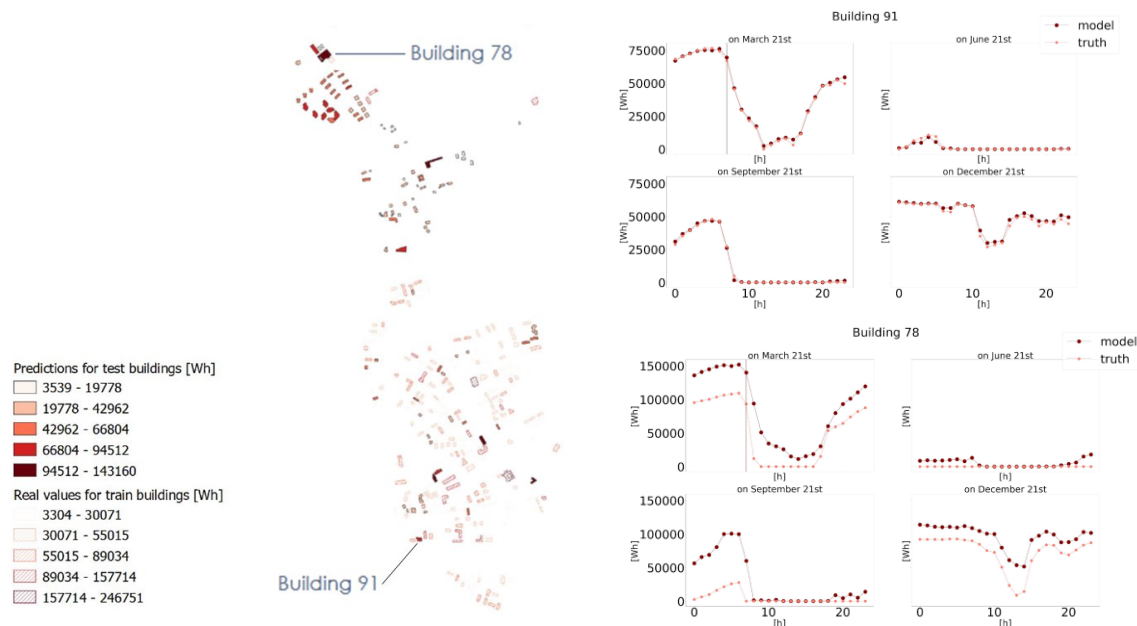 Building 78
Building 91
Predictions for test buildings [Wh]
3539 - 19778
19778 - 42962
42962 - 66804
66804 - 94512
94512 - 143160
Real values for train buildings [Wh]
3304 - 30071
30071 - 55015
55015 - 89034
89034 - 157714
157714 - 246751
Building 91
model
truth
on March 21st
on June 21st
75000
50000
25000
0
[Wh]
[h]
[Wh]
[h]
on September 21st
on December 21st
75000
50000
25000
0
[Wh]
0 10 20
[h]
[Wh]
0 10 20
[h]
Building 78
model
truth
on March 21st
on June 21st
150000
100000
50000
0
[Wh]
[h]
[Wh]
[h]
on September 21st
on December 21st
150000
100000
50000
0
[Wh]
0 10 20
[h]
[Wh]
0 10 20
[h]